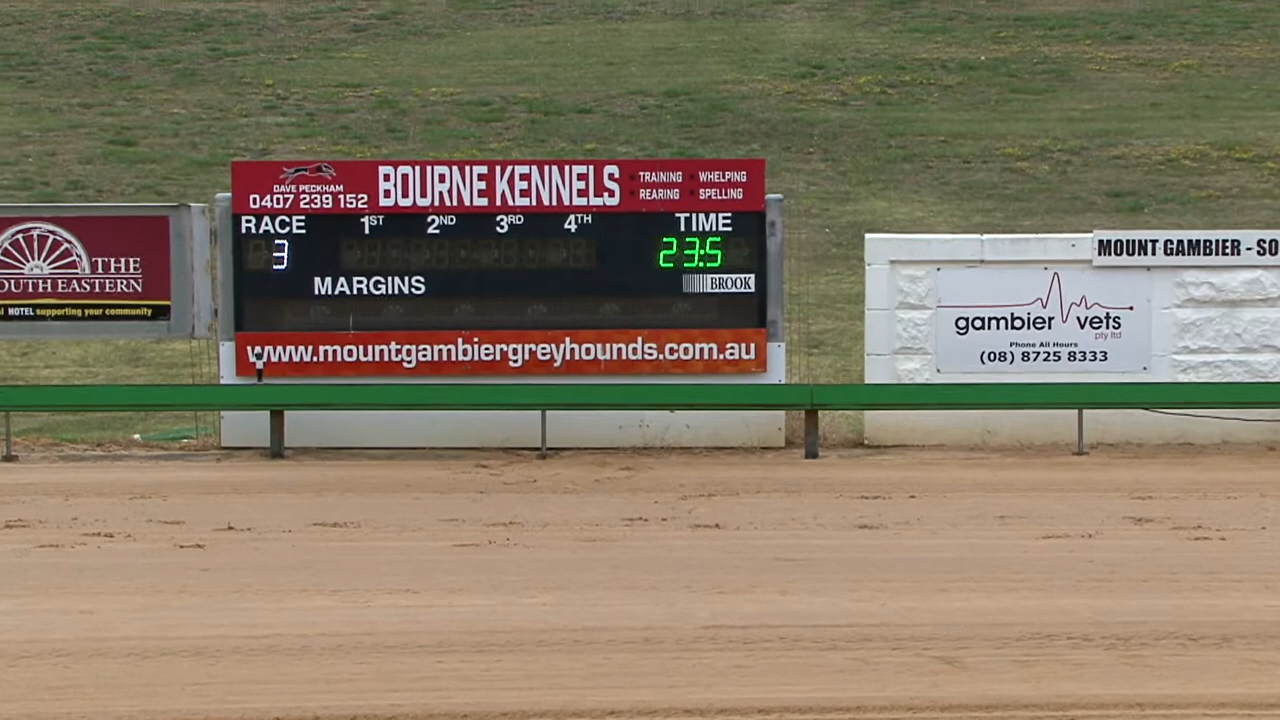 DAVE PECKHAM
0407 239 152
BOURNE KENNELS
TRAINING • WHELPING
REARING • SPELLING
RACE 1ST 2ND 3RD 4TH TIME
3 23.5
MARGINS
BROOK
www.mountgambiergreyhounds.com.au
THE
OUTH EASTERN
HOTEL supporting your community
MOUNT GAMBIER - SO
gambier vets
pty ltd
Phone All Hours
(08) 8725 8333